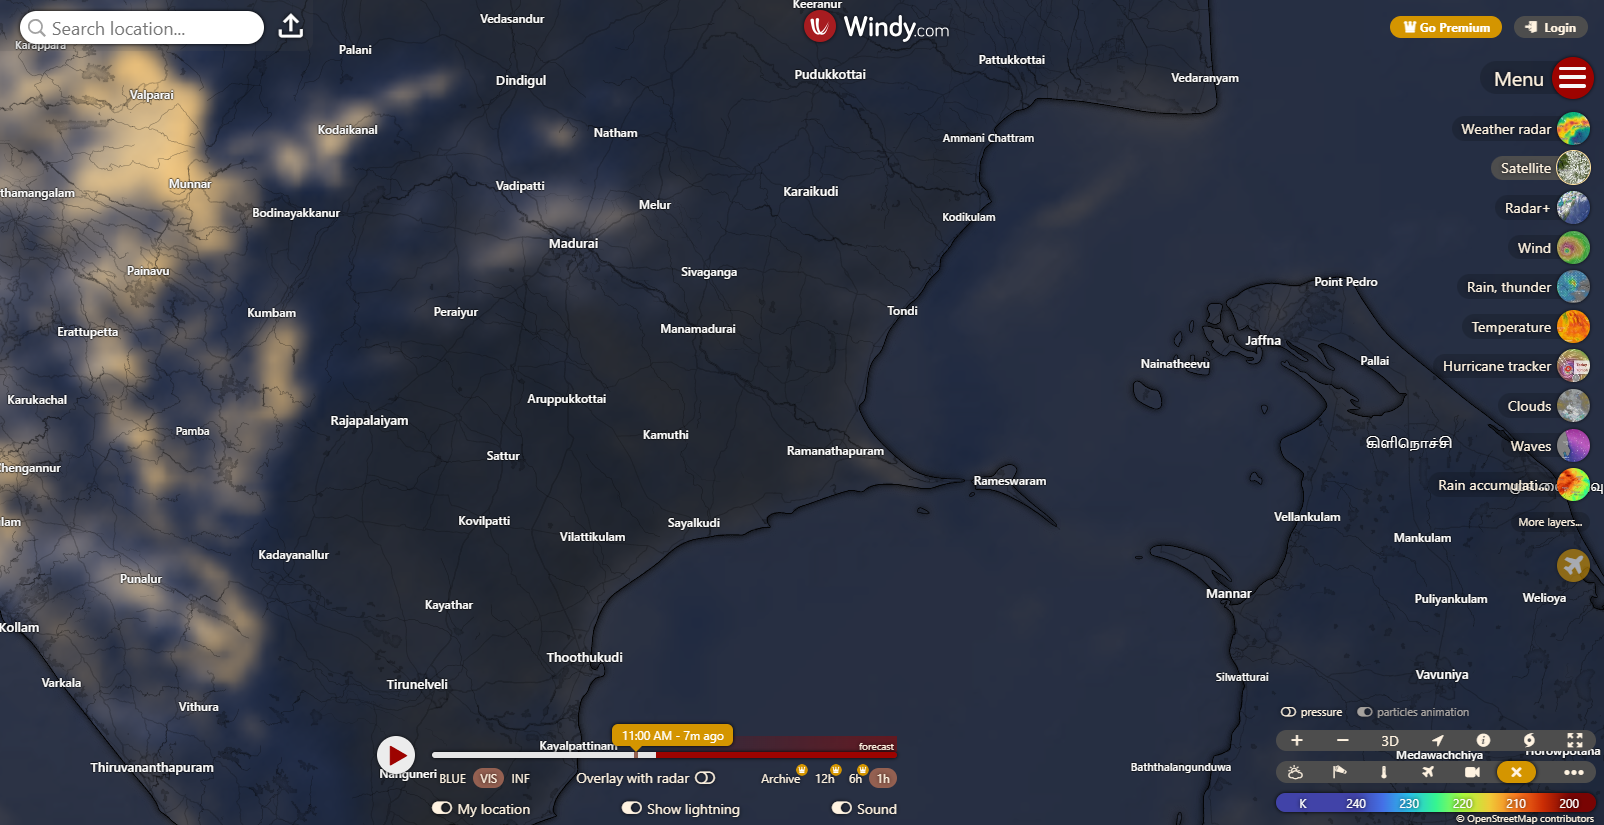 Search location...
Windy.com
Go Premium
Login
Menu
Weather radar
Satellite
Radar+
Wind
Rain, thunder
Temperature
Hurricane tracker
Clouds
Waves
Rain accumulati...
More layers...
Keeranur
Vedasandur
Karappara
Palani
Pattukkottai
Pudukkottai
Dindigul
Vedaranyam
Valparai
Kodaikanal
Natham
Ammani Chattram
Munnar
Vadipatti
thamangalam
Karaikudi
Melur
Bodinayakkanur
Kodikulam
Madurai
Painavu
Sivaganga
Point Pedro
Kumbam
Peraiyur
Tondi
Erattupetta
Manamadurai
Jaffna
Nainatheevu
Pallai
Karukachal
Aruppukkottai
Rajapalaiyam
Pamba
Kamuthi
கிளிநொச்சி
Ramanathapuram
Sattur
Chengannur
Rameswaram
Vellankulam
lam
Kovilpatti
Sayalkudi
Vilattikulam
Mankulam
Kadayanallur
Punalur
Mannar
Welioya
Puliyankulam
Kayathar
Kollam
Thoothukudi
Vavuniya
Silwatturai
Varkala
Tirunelveli
Vithura
Kayalpattinam
Medawachchiya
Horowpotana
Thiruvananthapuram
Baththalangunduwa
Nanguneri
11:00 AM - 7m ago
forecast
BLUE VIS INF
Overlay with radar
Archive 12h 6h 1h
My location
Show lightning
Sound
pressure
particles animation
3D
K 240 230 220 210 200
© OpenStreetMap contributors